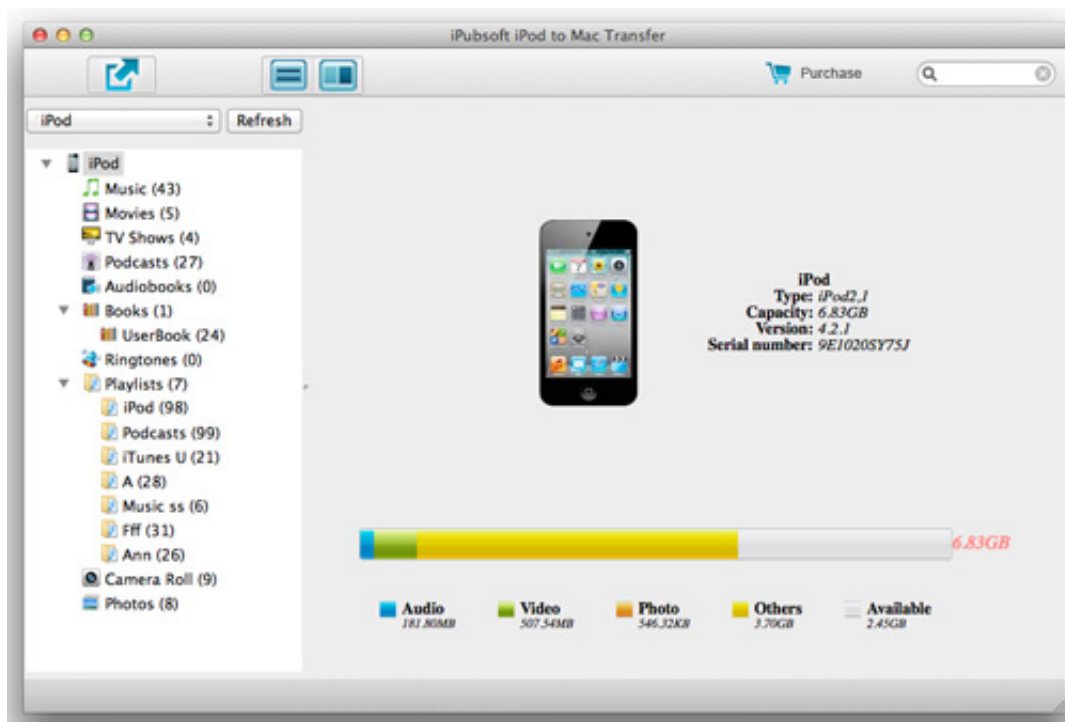 iPubsoft iPod to Mac Transfer
Purchase
iPod
Refresh
iPod
Music (43)
Movies (5)
TV Shows (4)
Podcasts (27)
Audiobooks (0)
Books (1)
UserBook (24)
Ringtones (0)
Playlists (7)
iPod (98)
Podcasts (99)
iTunes U (21)
A (28)
Music ss (6)
Fff (31)
Ann (26)
Camera Roll (9)
Photos (8)
iPod
Type: iPod2,1
Capacity: 6.83GB
Version: 4.2.1
Serial number: 9E1020SY75J
6.83GB
Audio
181.80MB
Video
507.54MB
Photo
546.32KB
Others
3.70GB
Available
2.45GB